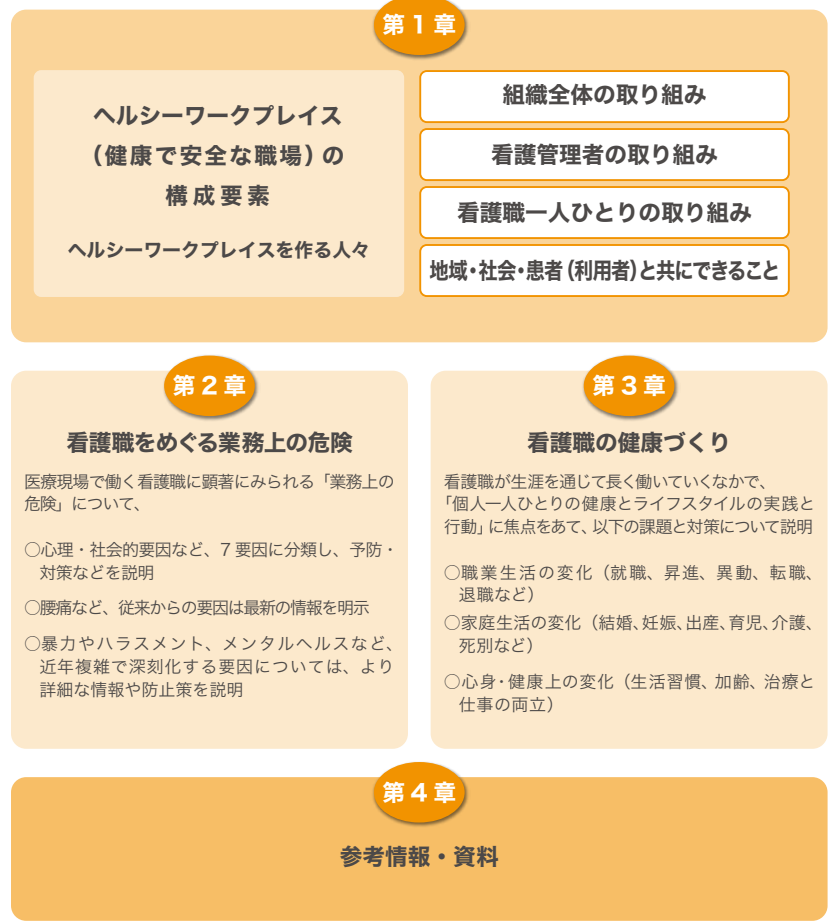 第1章
ヘルシーワークプレイス
(健康で安全な職場)の
構成要素
ヘルシーワークプレイスを作る人々
組織全体の取り組み
看護管理者の取り組み
看護職一人ひとりの取り組み
地域・社会・患者(利用者)と共にできること
第2章
看護職をめぐる業務上の危険
医療現場で働く看護職に顕著にみられる「業務上の
危険」について、
○心理・社会的要因など、7要因に分類し、予防・
対策などを説明
○腰痛など、従来からの要因は最新の情報を明示
○暴力やハラスメント、メンタルヘルスなど、
近年複雑で深刻化する要因については、より
詳細な情報や防止策を説明
第3章
看護職の健康づくり
看護職が生涯を通じて長く働いていくなかで、
「個人一人ひとりの健康とライフスタイルの実践と
行動」に焦点をあて、以下の課題と対策について説明
○職業生活の変化(就職、昇進、異動、転職、
退職など)
○家庭生活の変化(結婚、妊娠、出産、育児、介護、
死別など)
○心身・健康上の変化(生活習慣、加齢、治療と
仕事の両立)
第4章
参考情報・資料